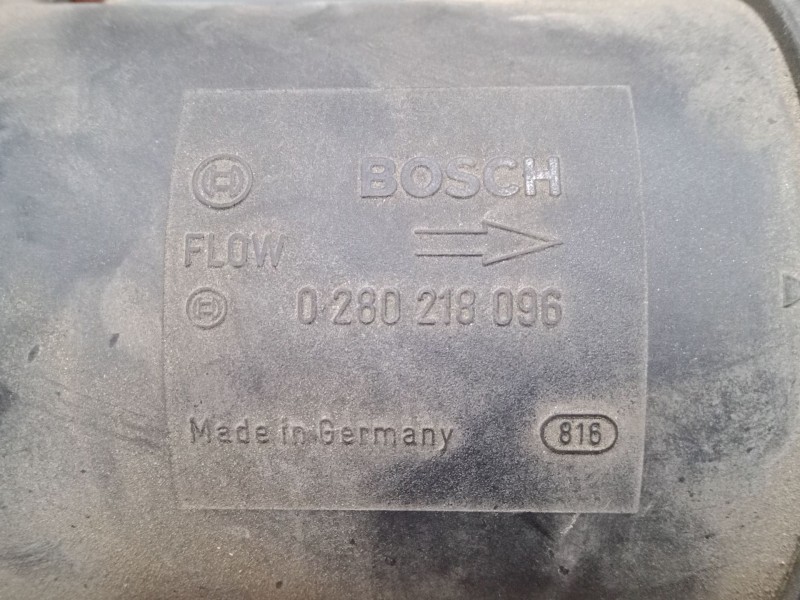 BOSCH
FLOW
0 280 218 096
Made in Germany 816